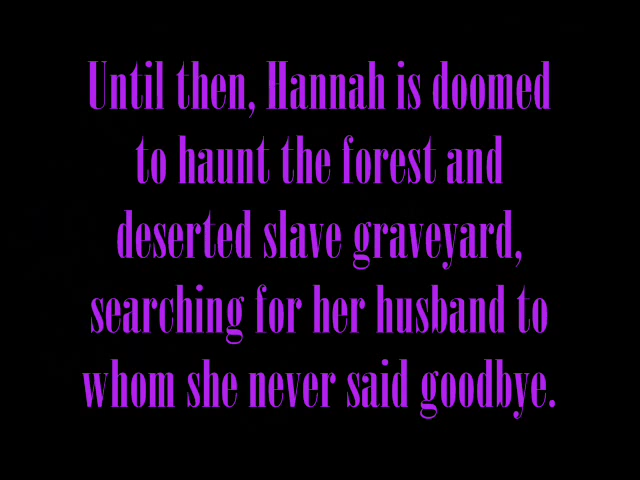 Until then, Hannah is doomed
to haunt the forest and
deserted slave graveyard,
searching for her husband to
whom she never said goodbye.